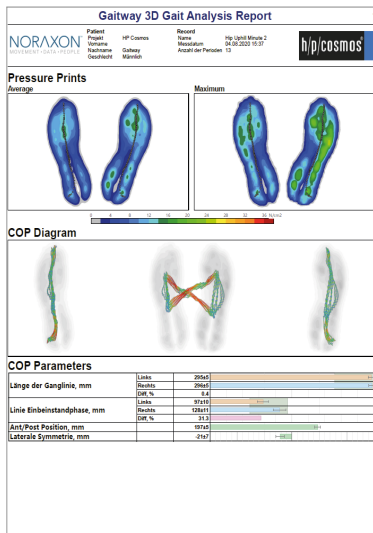 Gaitway 3D Gait Analysis Report
NORAXON
MOVEMENT • DATA • PEOPLE
Patient
Projekt HP Cosmos
Vorname
Nachname Gaitway
Geschlecht Männlich
Record
Name Hip Uphill Minute 2
Messdatum 04.08.2020 15:37
Anzahl der Perioden 13
h/p/cosmos
Pressure Prints
Average
Maximum
0 4 8 12 16 20 24 28 32 36 N/cm2
COP Diagram
COP Parameters
Länge der Ganglinie, mm
Links 295±5
Rechts 296±5
Diff, % 0.4
Linie Einbeinstandphase, mm
Links 97±10
Rechts 128±11
Diff, % 31.3
Ant/Post Position, mm 197±5
Laterale Symmetrie, mm -21±7